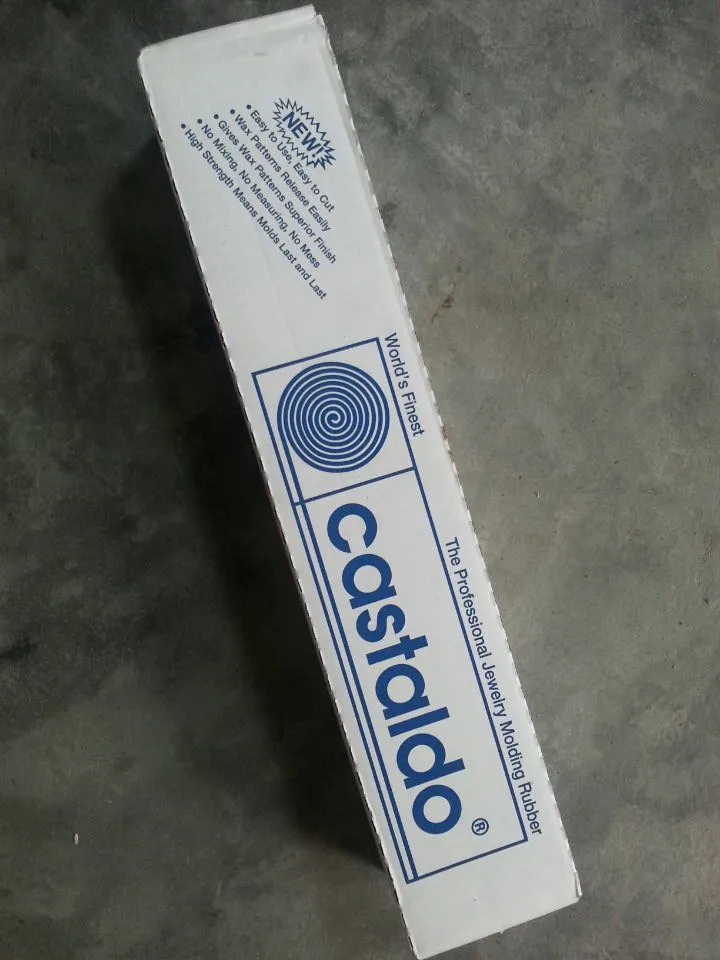 NEW!
• Easy to Use, Easy to Cut
• Wax Patterns Release Easily
• Gives Wax Patterns Superior Finish
• No Mixing, No Measuring, No Mess
• High Strength Means Molds Last and Last
World's Finest
The Professional Jewelry Molding Rubber
castaldo®